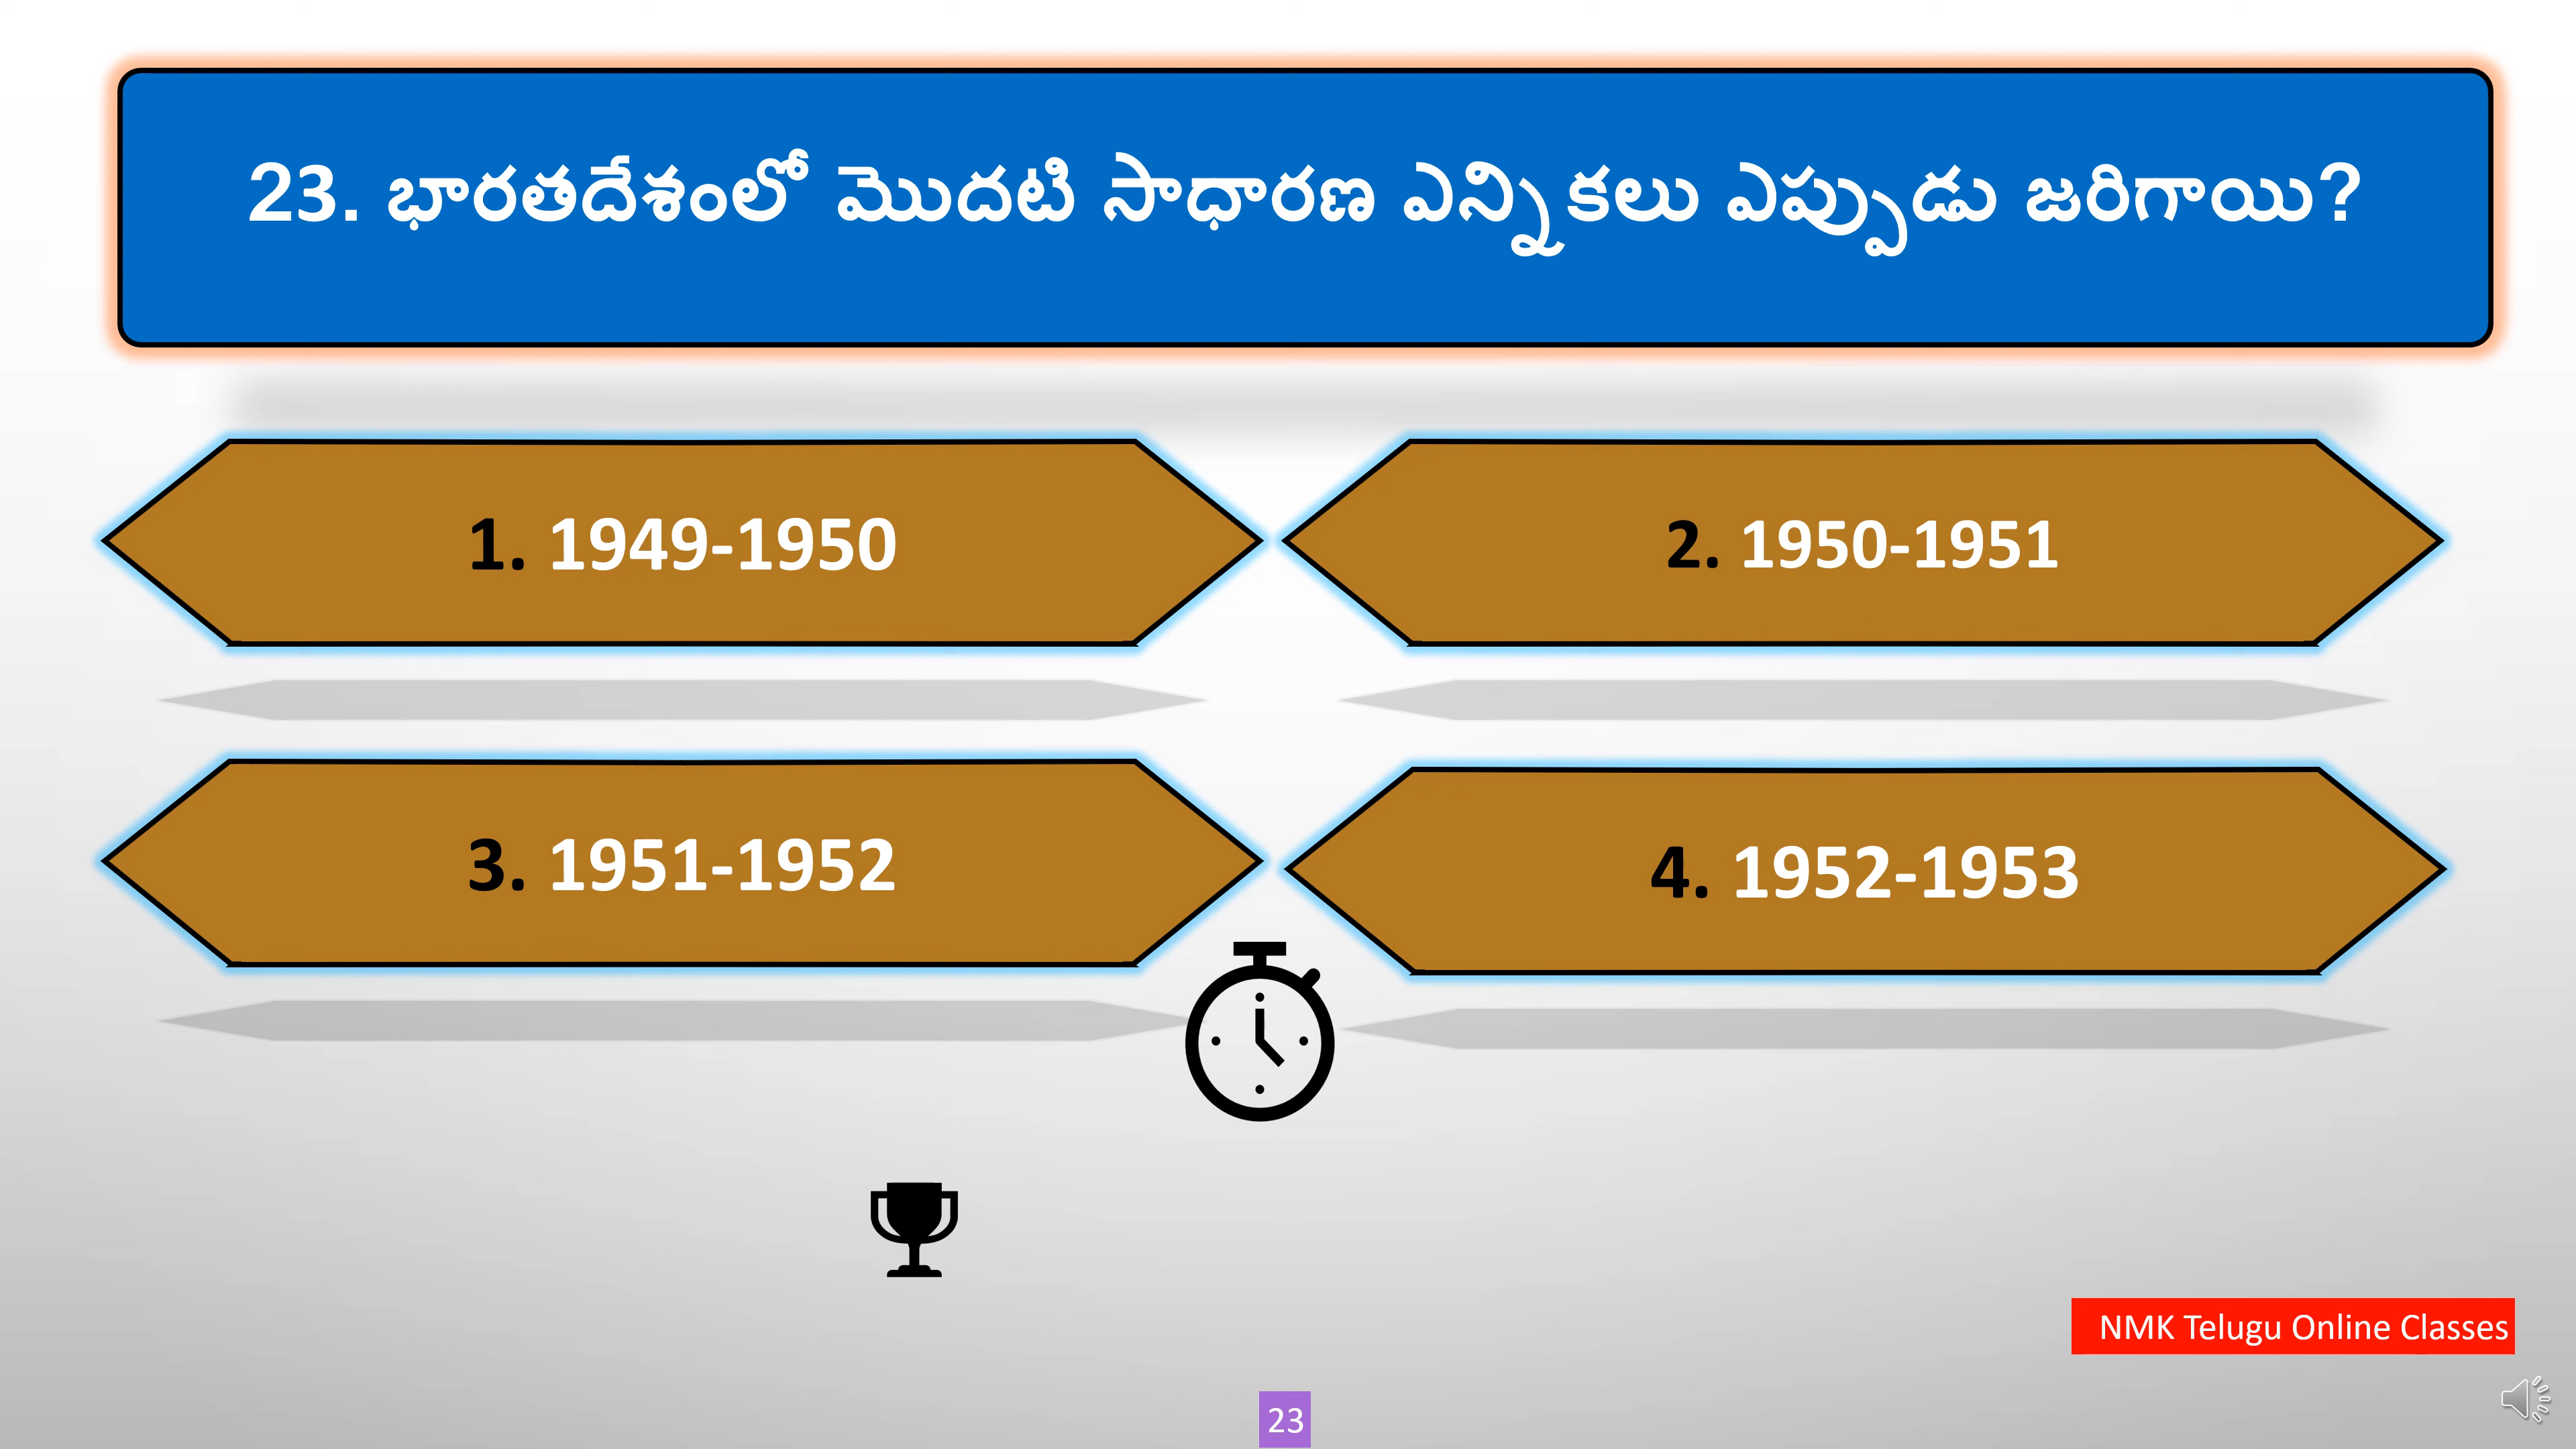 23. భారతదేశంలో మొదటి సాధారణ ఎన్నికలు ఎప్పుడు జరిగాయి?
1. 1949-1950
2. 1950-1951
3. 1951-1952
4. 1952-1953
NMK Telugu Online Classes
23